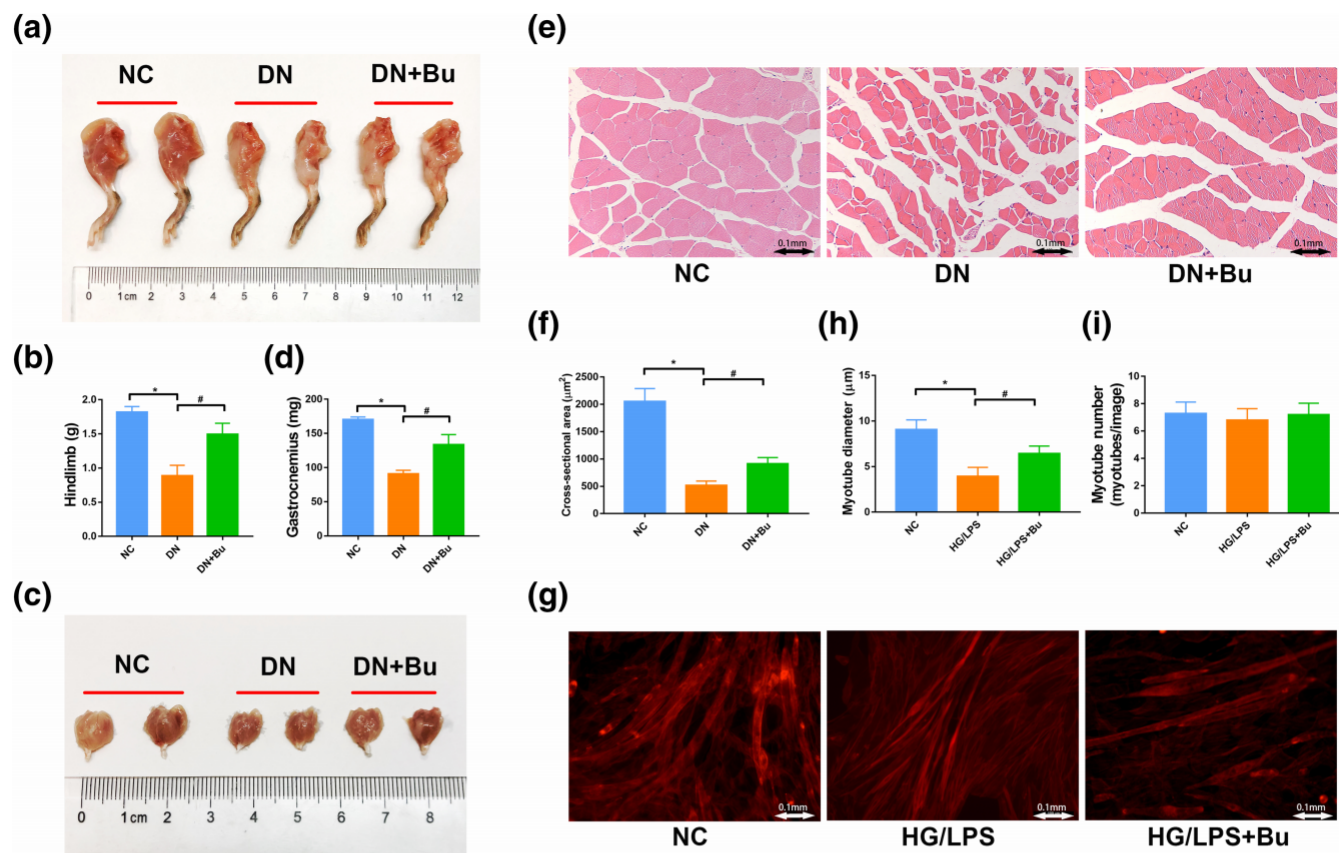 (a)
NC DN DN+Bu
0 1cm 2 3 4 5 6 7 8 9 10 11 12
(b)
Hindlimb (g)
2.0
1.5
1.0
0.5
0.0
* #
NC DN DN+Bu
(d)
Gastrocnemius (mg)
200
150
100
50
0
* #
NC DN DN+Bu
(c)
NC DN DN+Bu
0 1cm 2 3 4 5 6 7 8
(e)
0.1mm 0.1mm 0.1mm
NC DN DN+Bu
(f)
Cross-sectional area (μm²)
2500
2000
1500
1000
500
0
* #
NC DN DN+Bu
(h)
Myotube diameter (μm)
15
10
5
0
* #
NC HG/LPS HG/LPS+Bu
(i)
Myotube number
(myotubes/image)
10
8
6
4
2
0
NC HG/LPS HG/LPS+Bu
(g)
0.1mm 0.1mm 0.1mm
NC HG/LPS HG/LPS+Bu